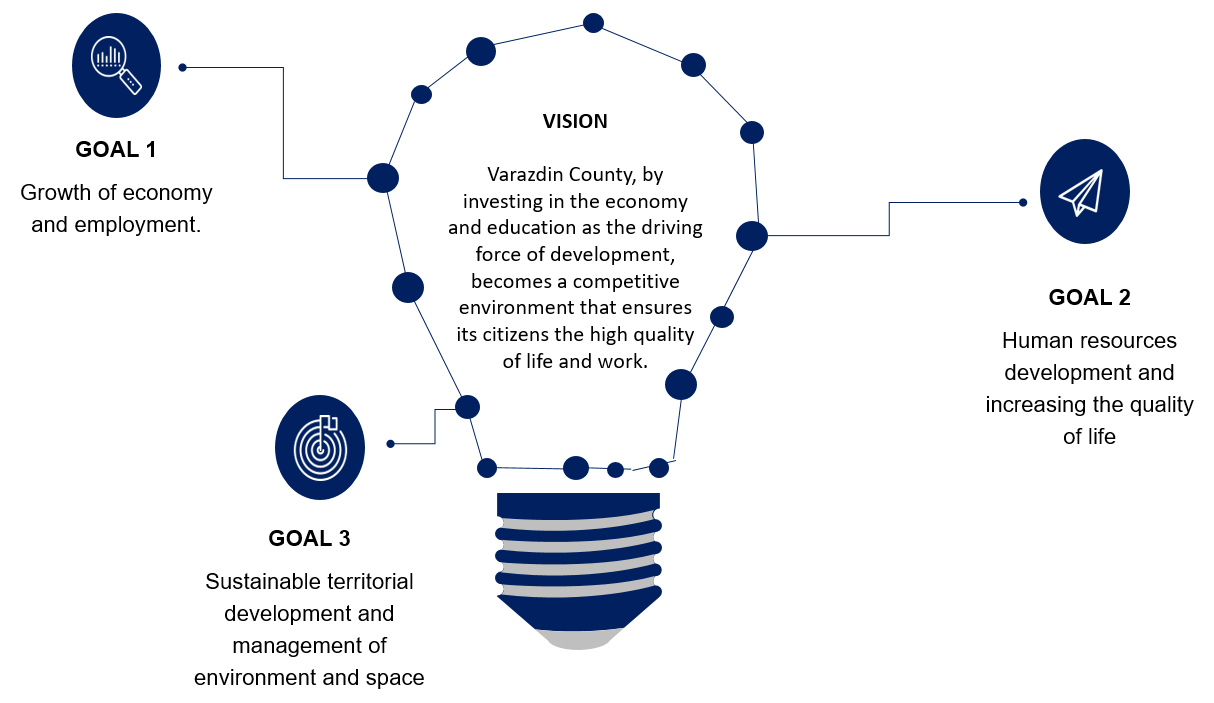 GOAL 1
Growth of economy
and employment.
VISION
Varazdin County, by
investing in the economy
and education as the driving
force of development,
becomes a competitive
environment that ensures
its citizens the high quality
of life and work.
GOAL 2
Human resources
development and
increasing the quality
of life
GOAL 3
Sustainable territorial
development and
management of
environment and space